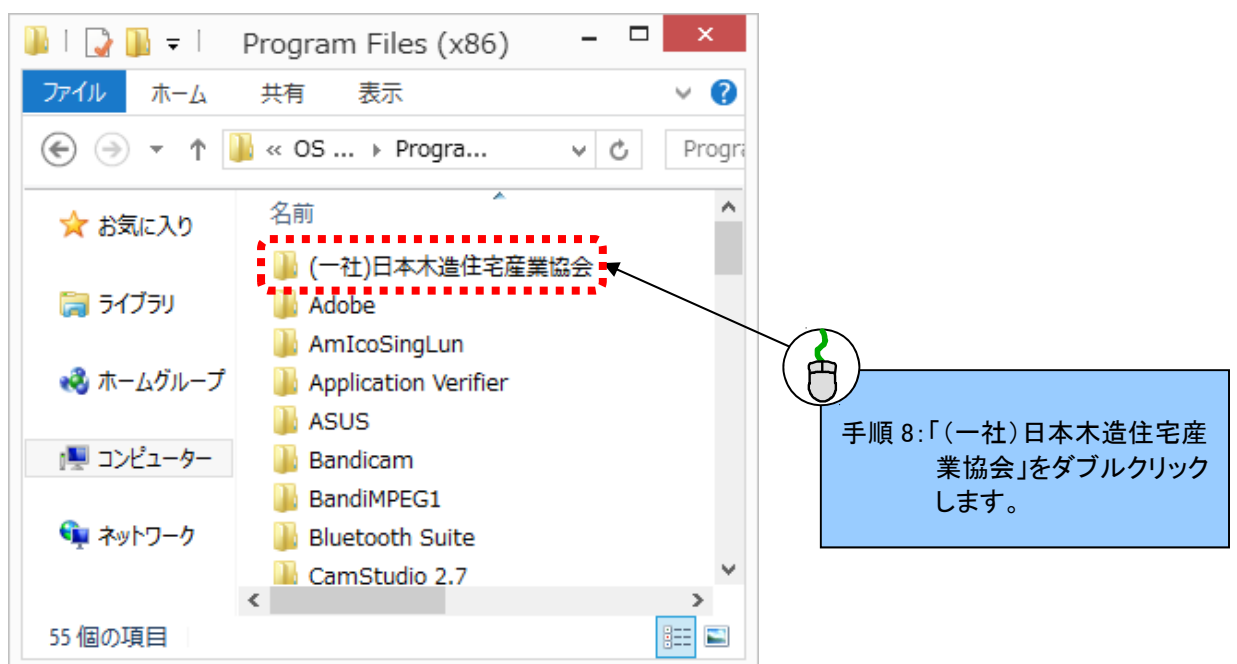 Program Files (x86)
ファイル ホーム 共有 表示
« OS ... Progra... Progra
名前
お気に入り
ライブラリ
ホームグループ
コンピューター
ネットワーク
(一社)日本木造住宅産業協会
Adobe
AmIcoSingLun
Application Verifier
ASUS
Bandicam
BandiMPEG1
Bluetooth Suite
CamStudio 2.7
55 個の項目
手順 8:「(一社)日本木造住宅産
業協会」をダブルクリック
します。